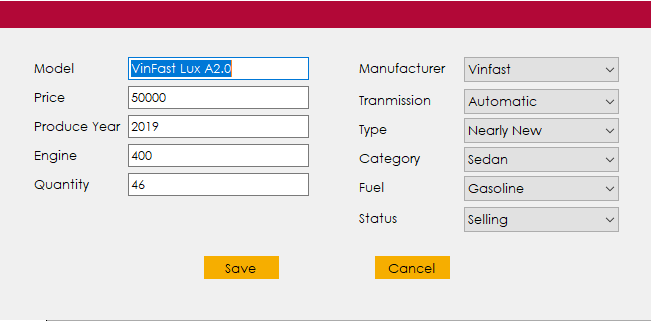 Model VinFast Lux A2.0
Price 50000
Produce Year 2019
Engine 400
Quantity 46
Manufacturer Vinfast
Tranmission Automatic
Type Nearly New
Category Sedan
Fuel Gasoline
Status Selling
Save Cancel